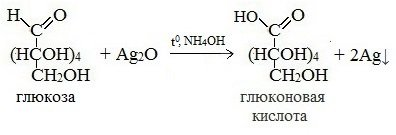 H O HO O
C t⁰, NH4OH C
(HCOH)4 + Ag2O → (HCOH)4 + 2Ag↓
CH2OH CH2OH
глюкоза глюконовая
кислота